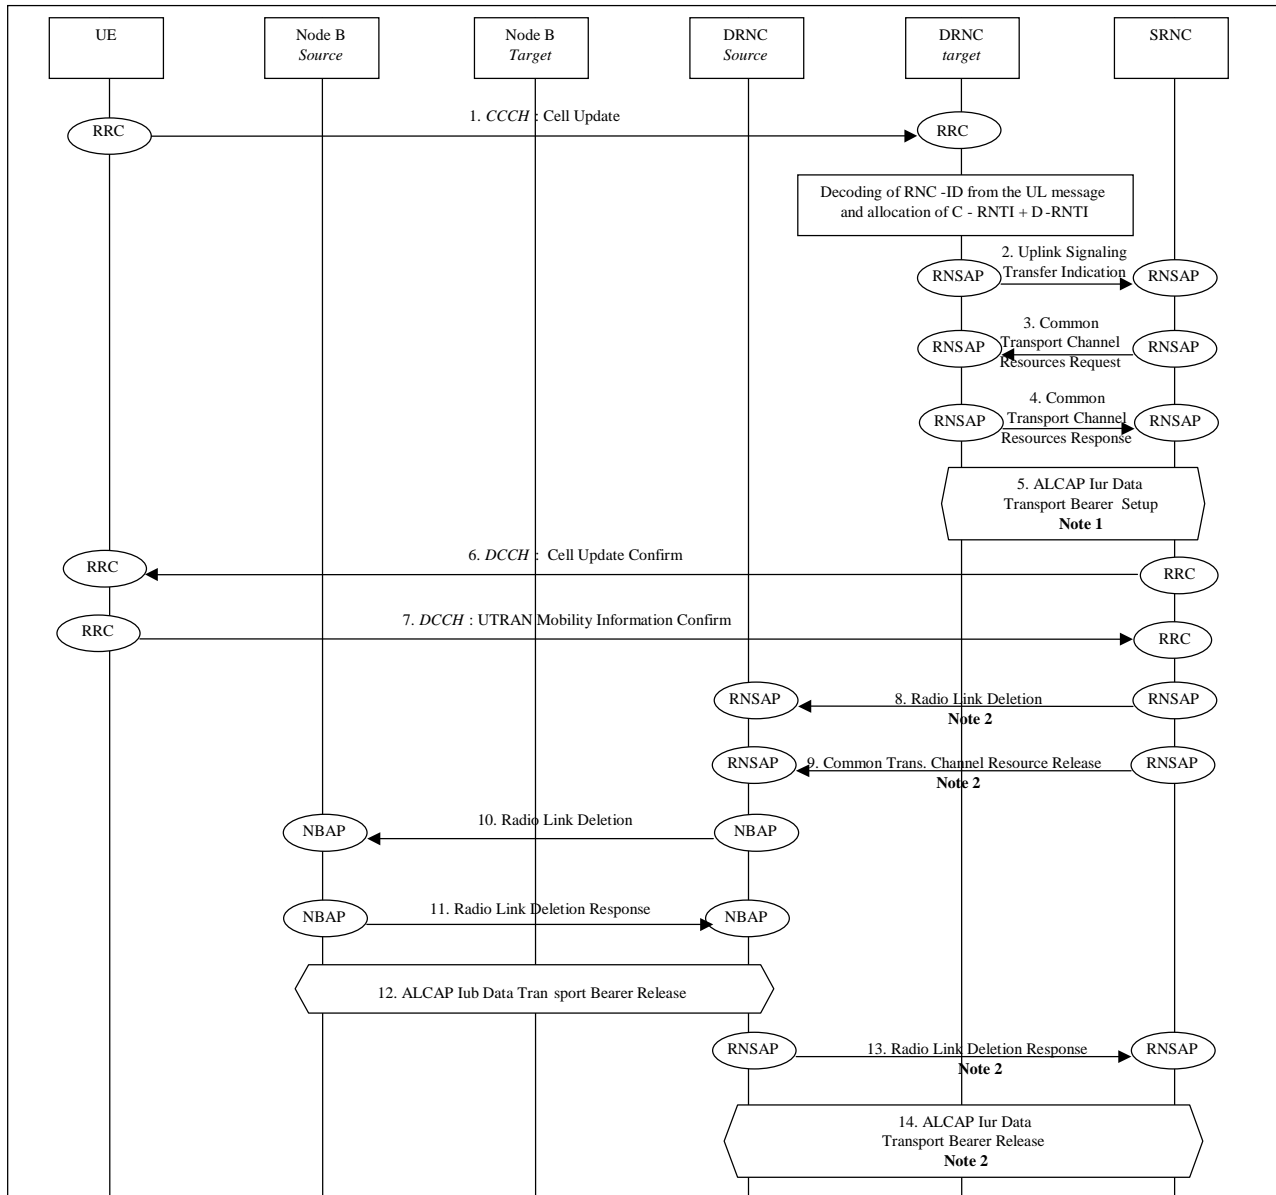 UE
Node B
Source
Node B
Target
DRNC
Source
DRNC
target
SRNC
1. CCCH : Cell Update
RRC
RRC
Decoding of RNC -ID from the UL message
and allocation of C - RNTI + D -RNTI
2. Uplink Signaling
Transfer Indication
RNSAP
RNSAP
3. Common
Transport Channel
Resources Request
RNSAP
RNSAP
4. Common
Transport Channel
Resources Response
RNSAP
RNSAP
5. ALCAP Iur Data
Transport Bearer Setup
Note 1
6. DCCH : Cell Update Confirm
RRC
RRC
7. DCCH : UTRAN Mobility Information Confirm
RRC
RRC
RNSAP
8. Radio Link Deletion
Note 2
RNSAP
RNSAP
9. Common Trans. Channel Resource Release
Note 2
RNSAP
NBAP
10. Radio Link Deletion
NBAP
NBAP
11. Radio Link Deletion Response
NBAP
12. ALCAP Iub Data Tran sport Bearer Release
RNSAP
13. Radio Link Deletion Response
Note 2
RNSAP
14. ALCAP Iur Data
Transport Bearer Release
Note 2